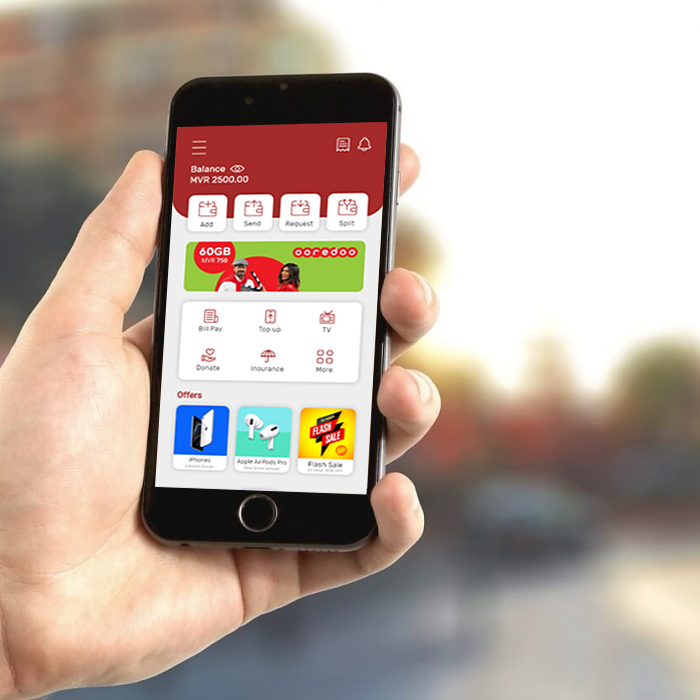 Balance
MVR 2500.00
Add
Send
Request
Split
60GB
MVR 750
ooredoo
Bill Pay
Top up
TV
Donate
Insurance
More
Offers
iPhones
Apple AirPods Pro
FLASH
SALE
Flash Sale